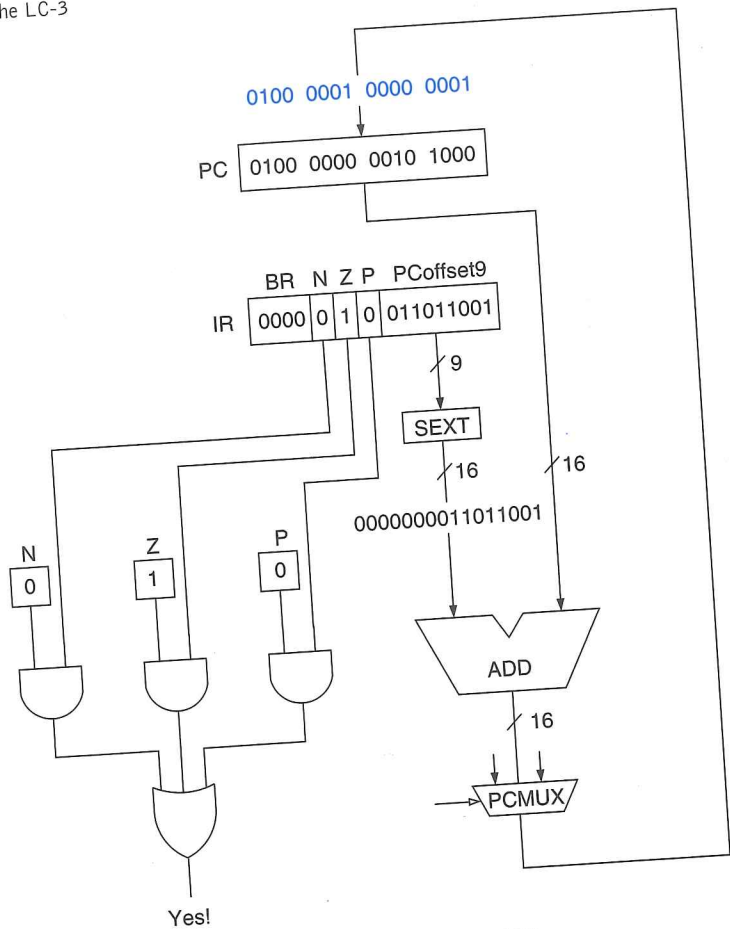 he LC-3
0100 0001 0000 0001
PC 0100 0000 0010 1000
BR N Z P PCoffset9
IR 0000 0 1 0 011011001
9
SEXT
16
16
0000000011011001
N
Z
P
0
1
0
ADD
16
PCMUX
Yes!